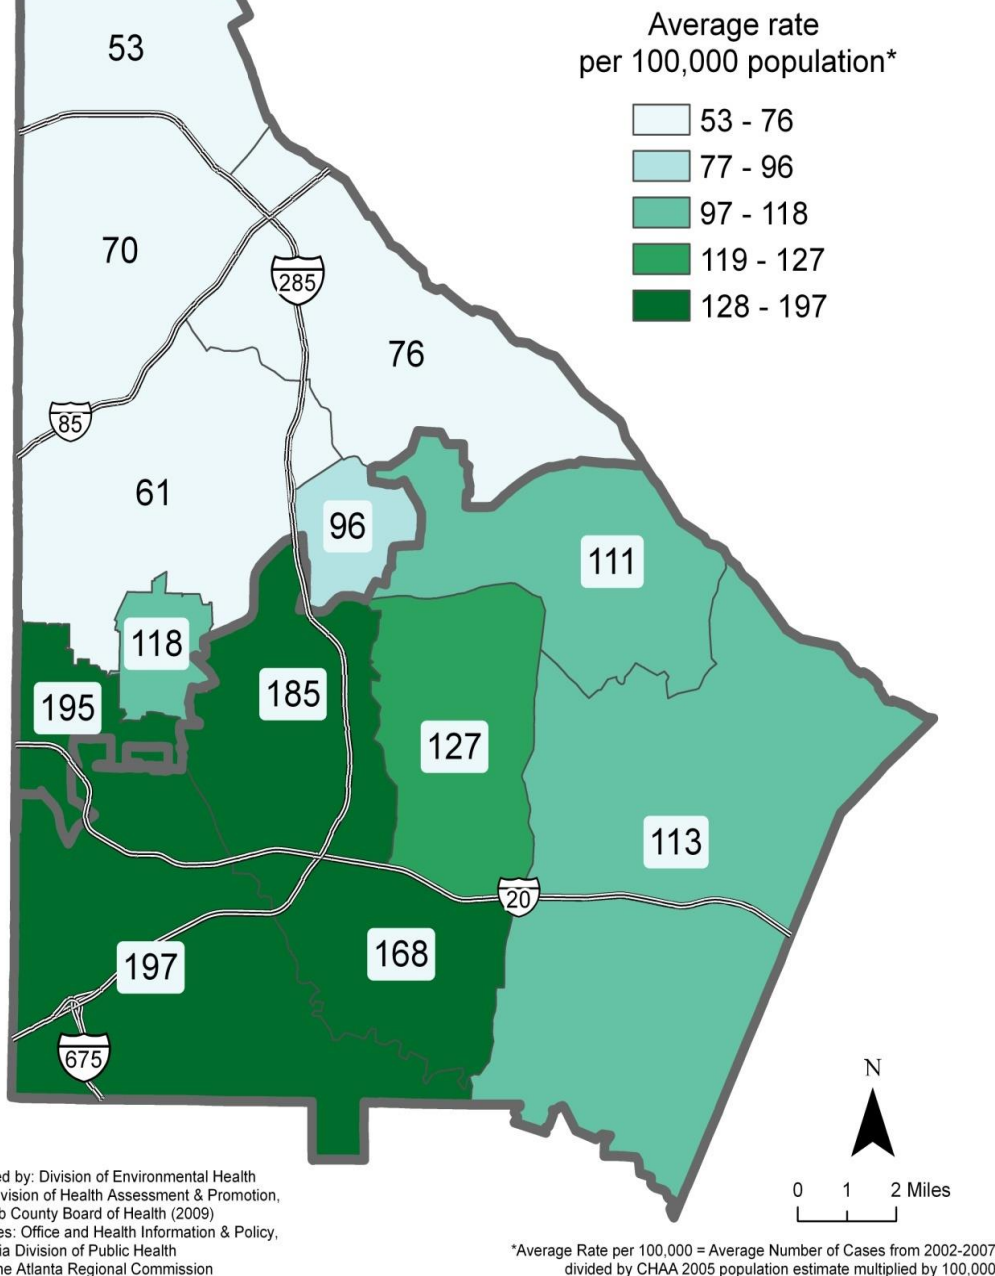 Average rate
per 100,000 population*
53 - 76
77 - 96
97 - 118
119 - 127
128 - 197
53
70
285
76
85
61
96
111
118
195
185
127
113
20
168
197
675
N
0 1 2 Miles
ed by: Division of Environmental Health
vision of Health Assessment & Promotion,
b County Board of Health (2009)
es: Office and Health Information & Policy,
ia Division of Public Health
he Atlanta Regional Commission
*Average Rate per 100,000 = Average Number of Cases from 2002-2007
divided by CHAA 2005 population estimate multiplied by 100,000